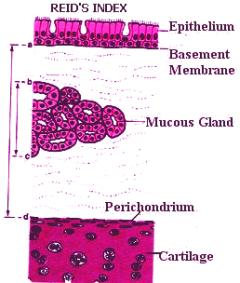 REID'S INDEX
Epithelium
a
Basement
Membrane
b
Mucous Gland
c
Perichondrium
d
Cartilage